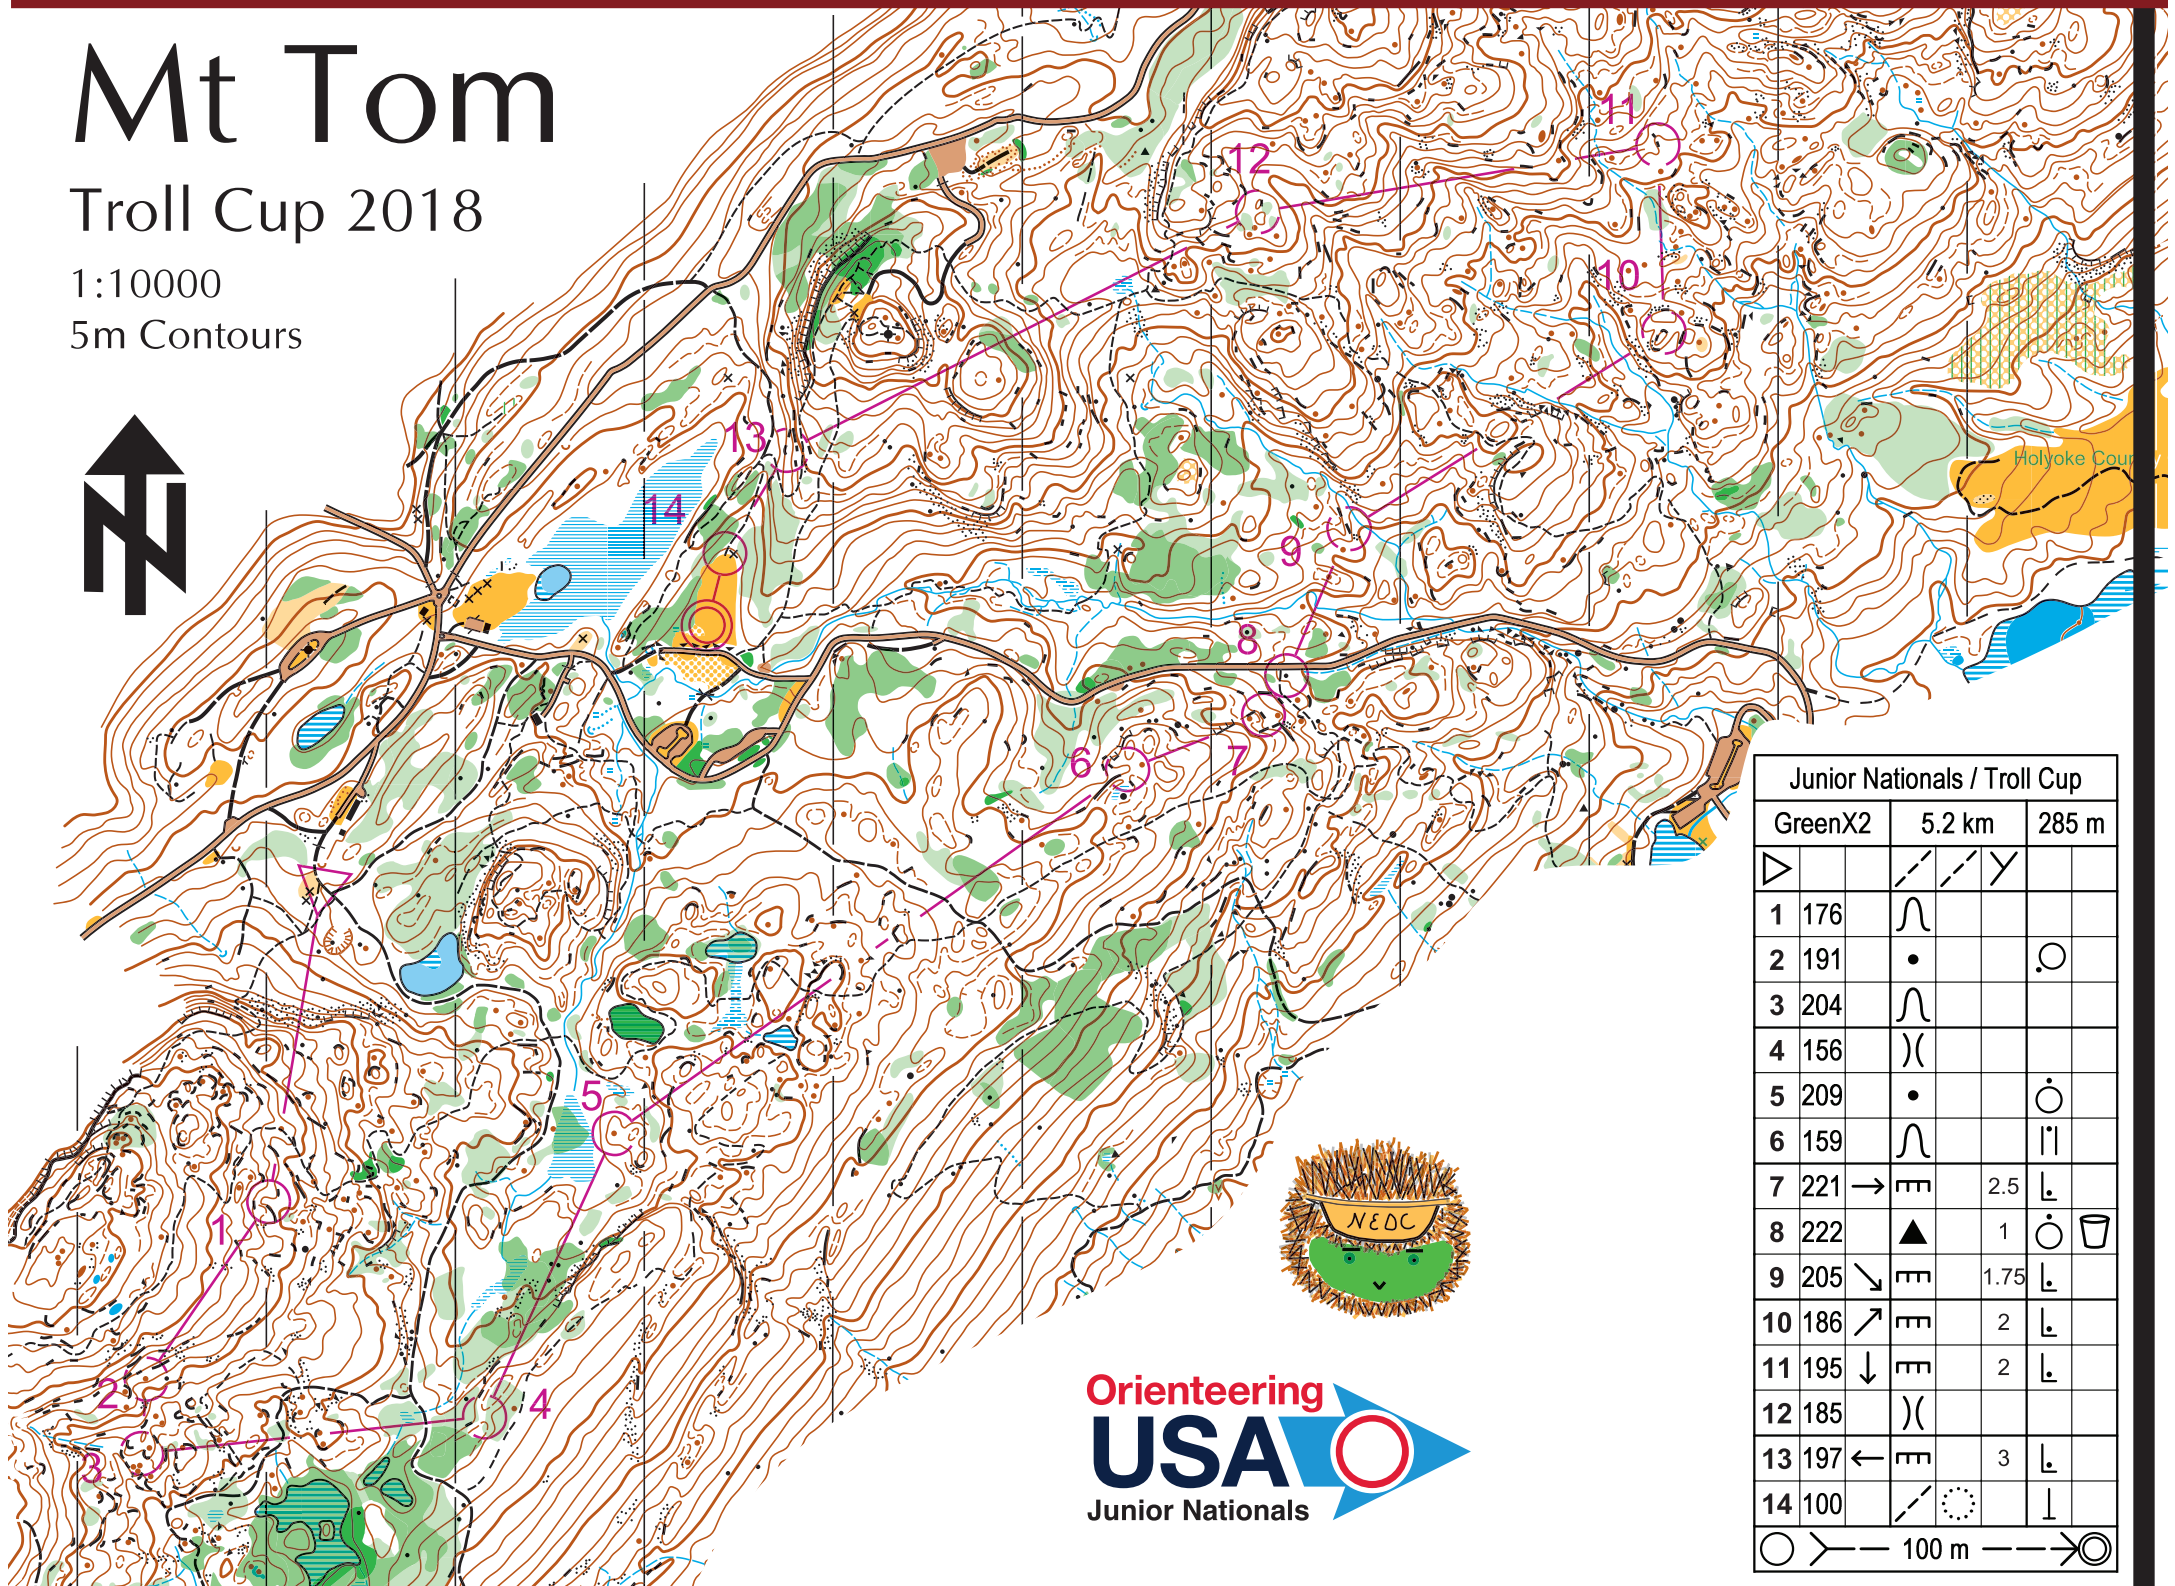 Mt Tom
Troll Cup 2018
1:10000
5m Contours
N
11
12
10
13
14
9
8
6
7
5
1
2
3
4
Holyoke Cour
Junior Nationals / Troll Cup
GreenX2 5.2 km 285 m
1 176
2 191
3 204
4 156
5 209
6 159
7 221 2.5
8 222 1
9 205 1.75
10 186 2
11 195 2
12 185
13 197 3
14 100
100 m
NEDC
Orienteering
USA
Junior Nationals